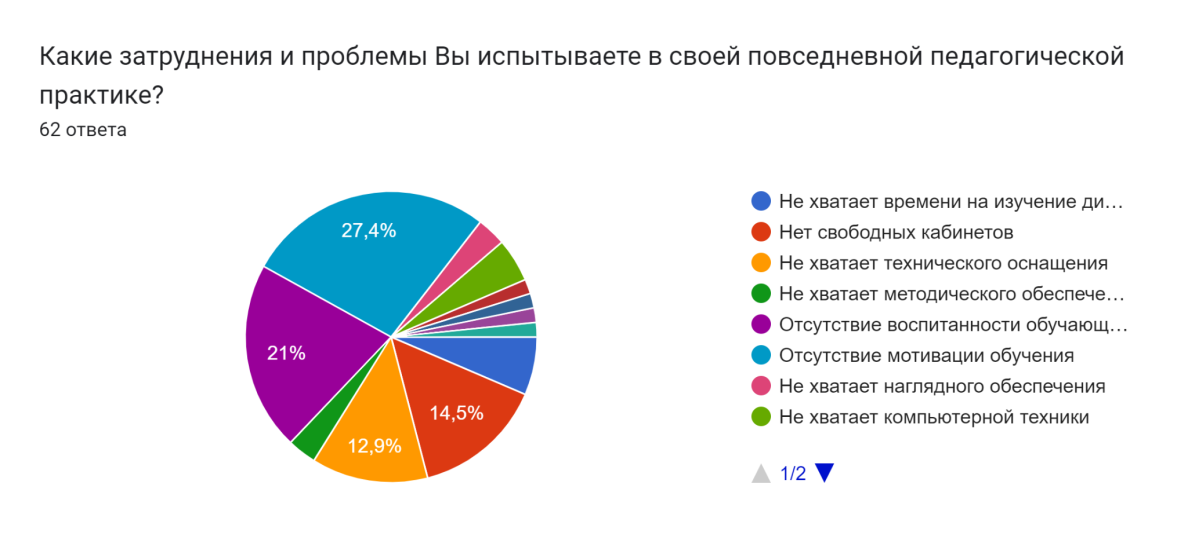 Какие затруднения и проблемы Вы испытываете в своей повседневной педагогической
практике?
62 ответа
27,4%
21%
14,5%
12,9%
Не хватает времени на изучение ди…
Нет свободных кабинетов
Не хватает технического оснащения
Не хватает методического обеспече…
Отсутствие воспитанности обучающ…
Отсутствие мотивации обучения
Не хватает наглядного обеспечения
Не хватает компьютерной техники
1/2